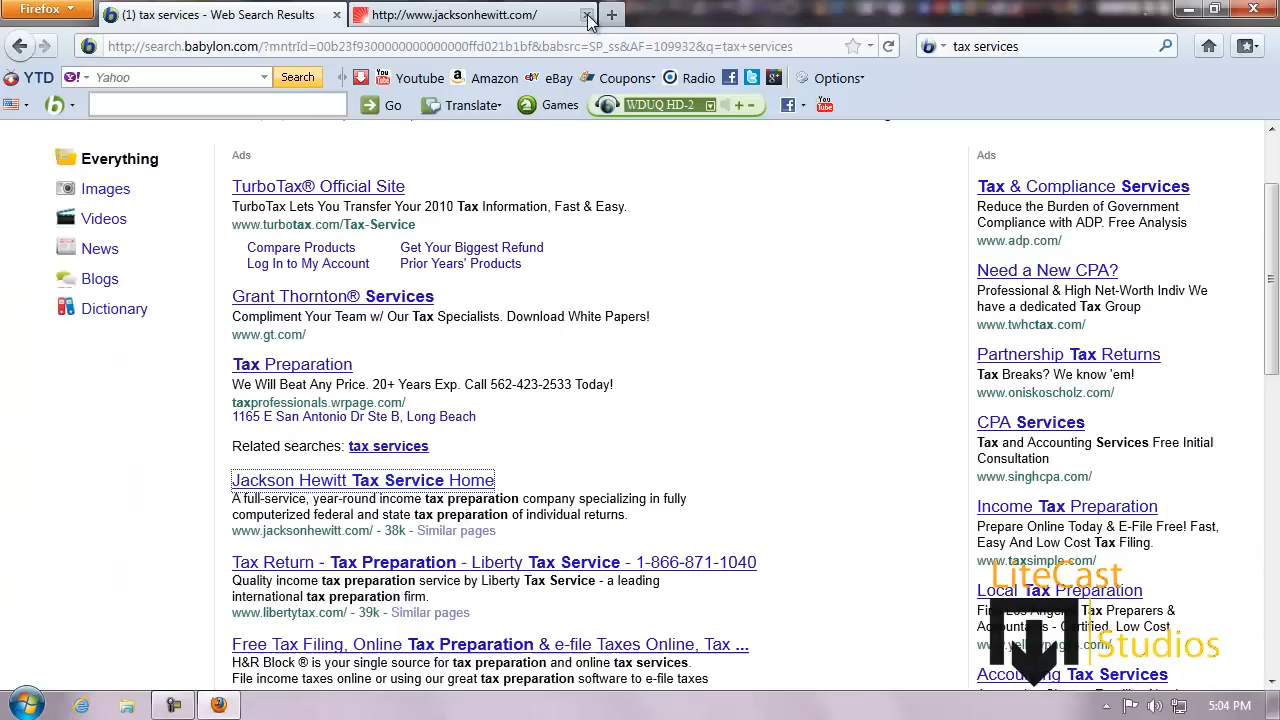 Firefox
(1) tax services - Web Search Results
http://www.jacksonhewitt.com/
http://search.babylon.com/?mntrId=00b23f930000000000000ffd021b1bf&babsrc=SP_ss&AF=109932&q=tax+services
tax services
YTD
Y! Yahoo
Search
Youtube
Amazon
eBay
Coupons
Radio
Options
Go
Translate
Games
WDUQ HD-2
Everything
Images
Videos
News
Blogs
Dictionary
Ads
TurboTax® Official Site
TurboTax Lets You Transfer Your 2010 Tax Information, Fast & Easy.
www.turbotax.com/Tax-Service
Compare Products Get Your Biggest Refund
Log In to My Account Prior Years' Products
Grant Thornton® Services
Compliment Your Team w/ Our Tax Specialists. Download White Papers!
www.gt.com/
Tax Preparation
We Will Beat Any Price. 20+ Years Exp. Call 562-423-2533 Today!
taxprofessionals.wrpage.com/
1165 E San Antonio Dr Ste B, Long Beach
Related searches: tax services
Jackson Hewitt Tax Service Home
A full-service, year-round income tax preparation company specializing in fully
computerized federal and state tax preparation of individual returns.
www.jacksonhewitt.com/ - 38k - Similar pages
Tax Return - Tax Preparation - Liberty Tax Service - 1-866-871-1040
Quality income tax preparation service by Liberty Tax Service - a leading
international tax preparation firm.
www.libertytax.com/ - 39k - Similar pages
Free Tax Filing, Online Tax Preparation & e-file Taxes Online, Tax ...
H&R Block ® is your single source for tax preparation and online tax services.
File income taxes online or using our great tax preparation software to e-file taxes
Ads
Tax & Compliance Services
Reduce the Burden of Government
Compliance with ADP. Free Analysis
www.adp.com/
Need a New CPA?
Professional & High Net-Worth Indiv We
have a dedicated Tax Group
www.twhctax.com/
Partnership Tax Returns
Tax Breaks? We know 'em!
www.oniskoscholz.com/
CPA Services
Tax and Accounting Services Free Initial
Consultation
www.singhcpa.com/
Income Tax Preparation
Prepare Online Today & E-File Free! Fast,
Easy And Low Cost Tax Filing.
www.taxsimple.com/
Local Tax Preparation
Find Los Angeles Tax Preparers &
Accountants - Certified, Low Cost
www.yellowpages.com/
Accounting Tax Services
LiteCast
Studios
5:04 PM